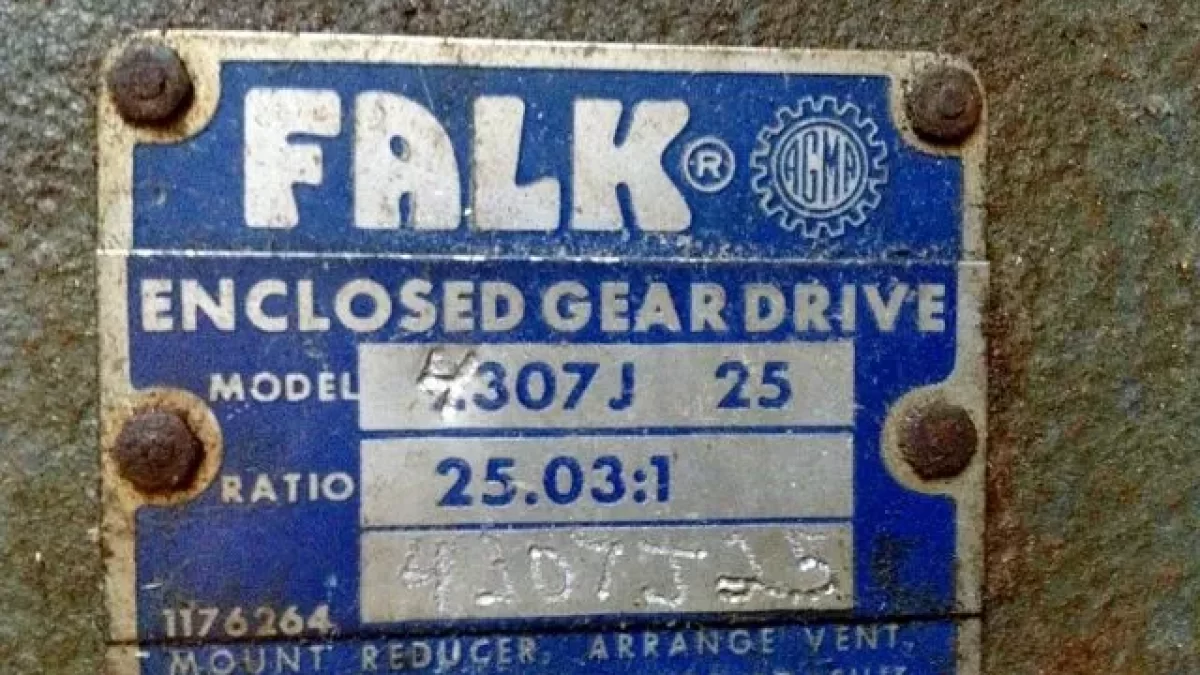 FALK® AGMA
ENCLOSED GEAR DRIVE
MODEL 4307J 25
RATIO 25.03:1
4307J25
1176264
MOUNT REDUCER, ARRANGE VENT,